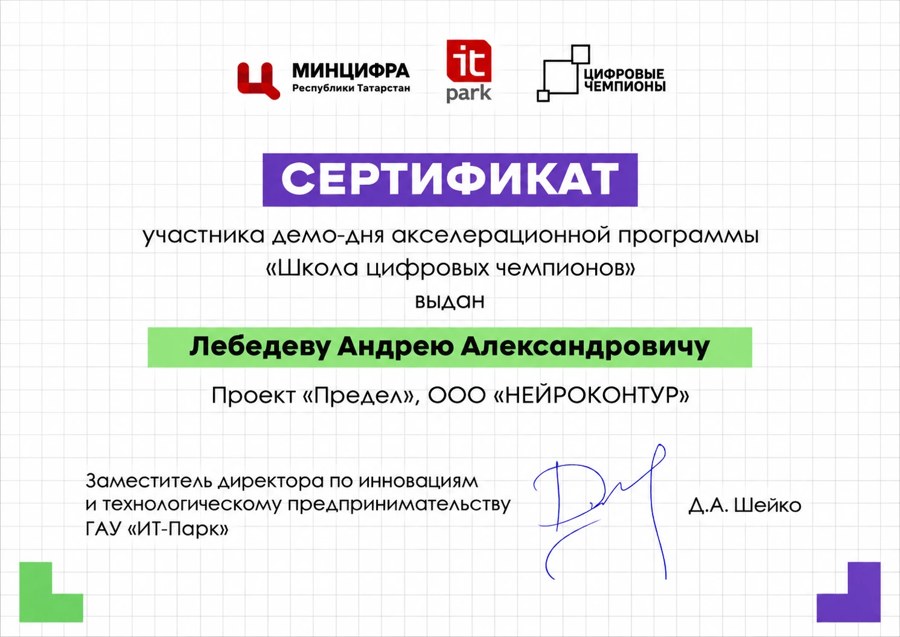 МИНЦИФРА
Республики Татарстан
it
park
ЦИФРОВЫЕ
ЧЕМПИОНЫ
СЕРТИФИКАТ
участника демо-дня акселерационной программы
«Школа цифровых чемпионов»
выдан
Лебедеву Андрею Александровичу
Проект «Предел», ООО «НЕЙРОКОНТУР»
Заместитель директора по инновациям
и технологическому предпринимательству
ГАУ «ИТ-Парк»
Д.А. Шейко